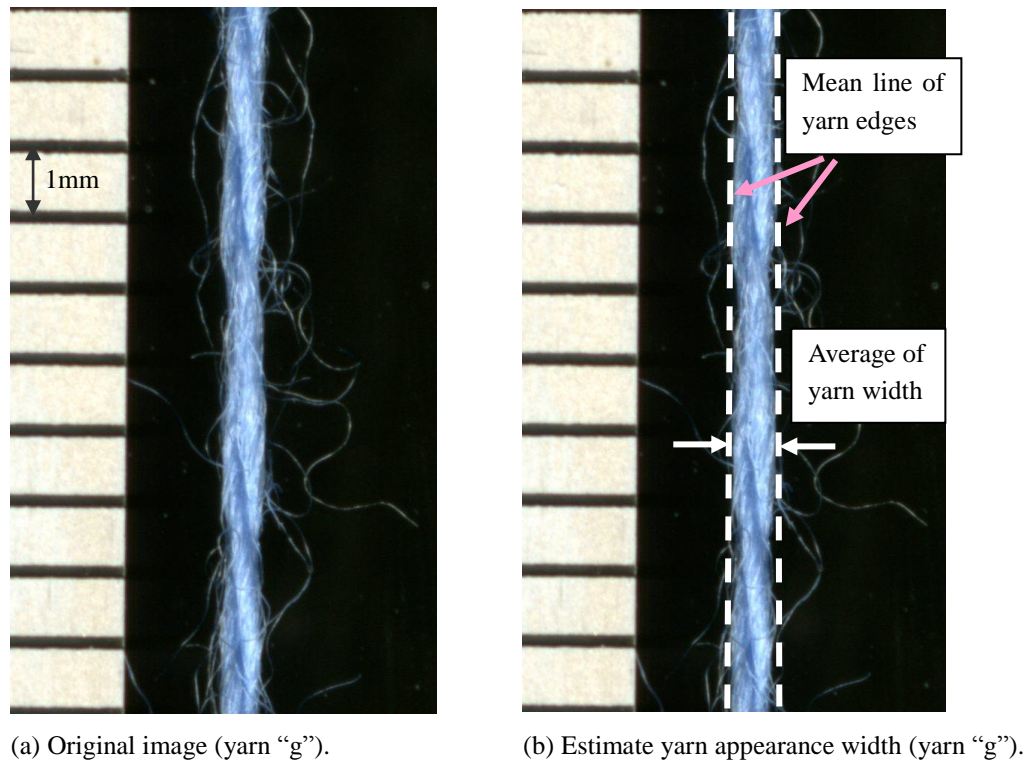 1mm
Mean line of
yarn edges
Average of
yarn width
(a) Original image (yarn “g”).
(b) Estimate yarn appearance width (yarn “g”).